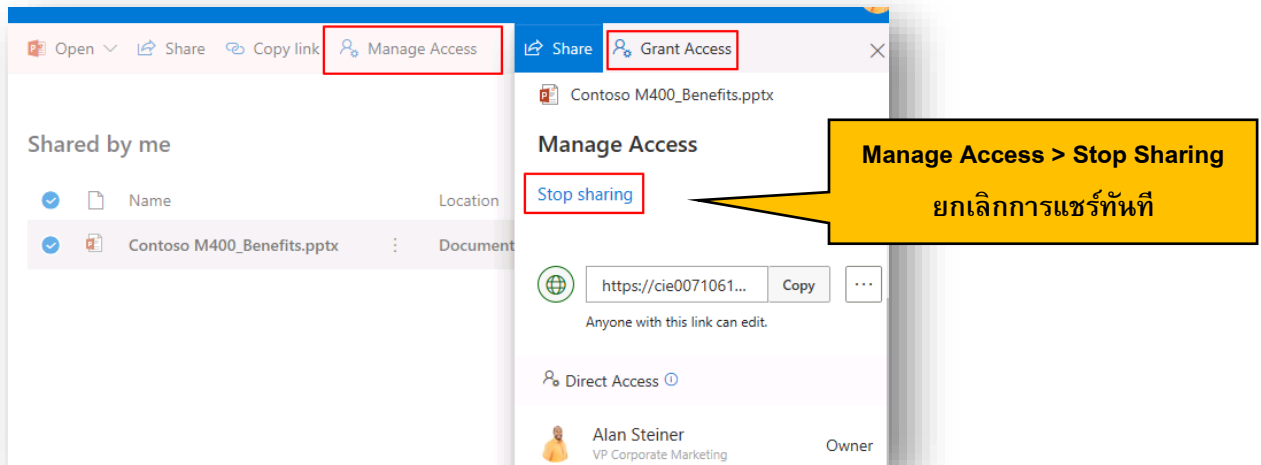 Open Share Copy link Manage Access
Share Grant Access
Contoso M400_Benefits.pptx
Shared by me
Manage Access
Stop sharing
Name Location
Contoso M400_Benefits.pptx Document
https://cie0071061... Copy ...
Anyone with this link can edit.
Direct Access
Alan Steiner
VP Corporate Marketing
Owner
Manage Access > Stop Sharing
ยกเลิกการแชร์ทันที